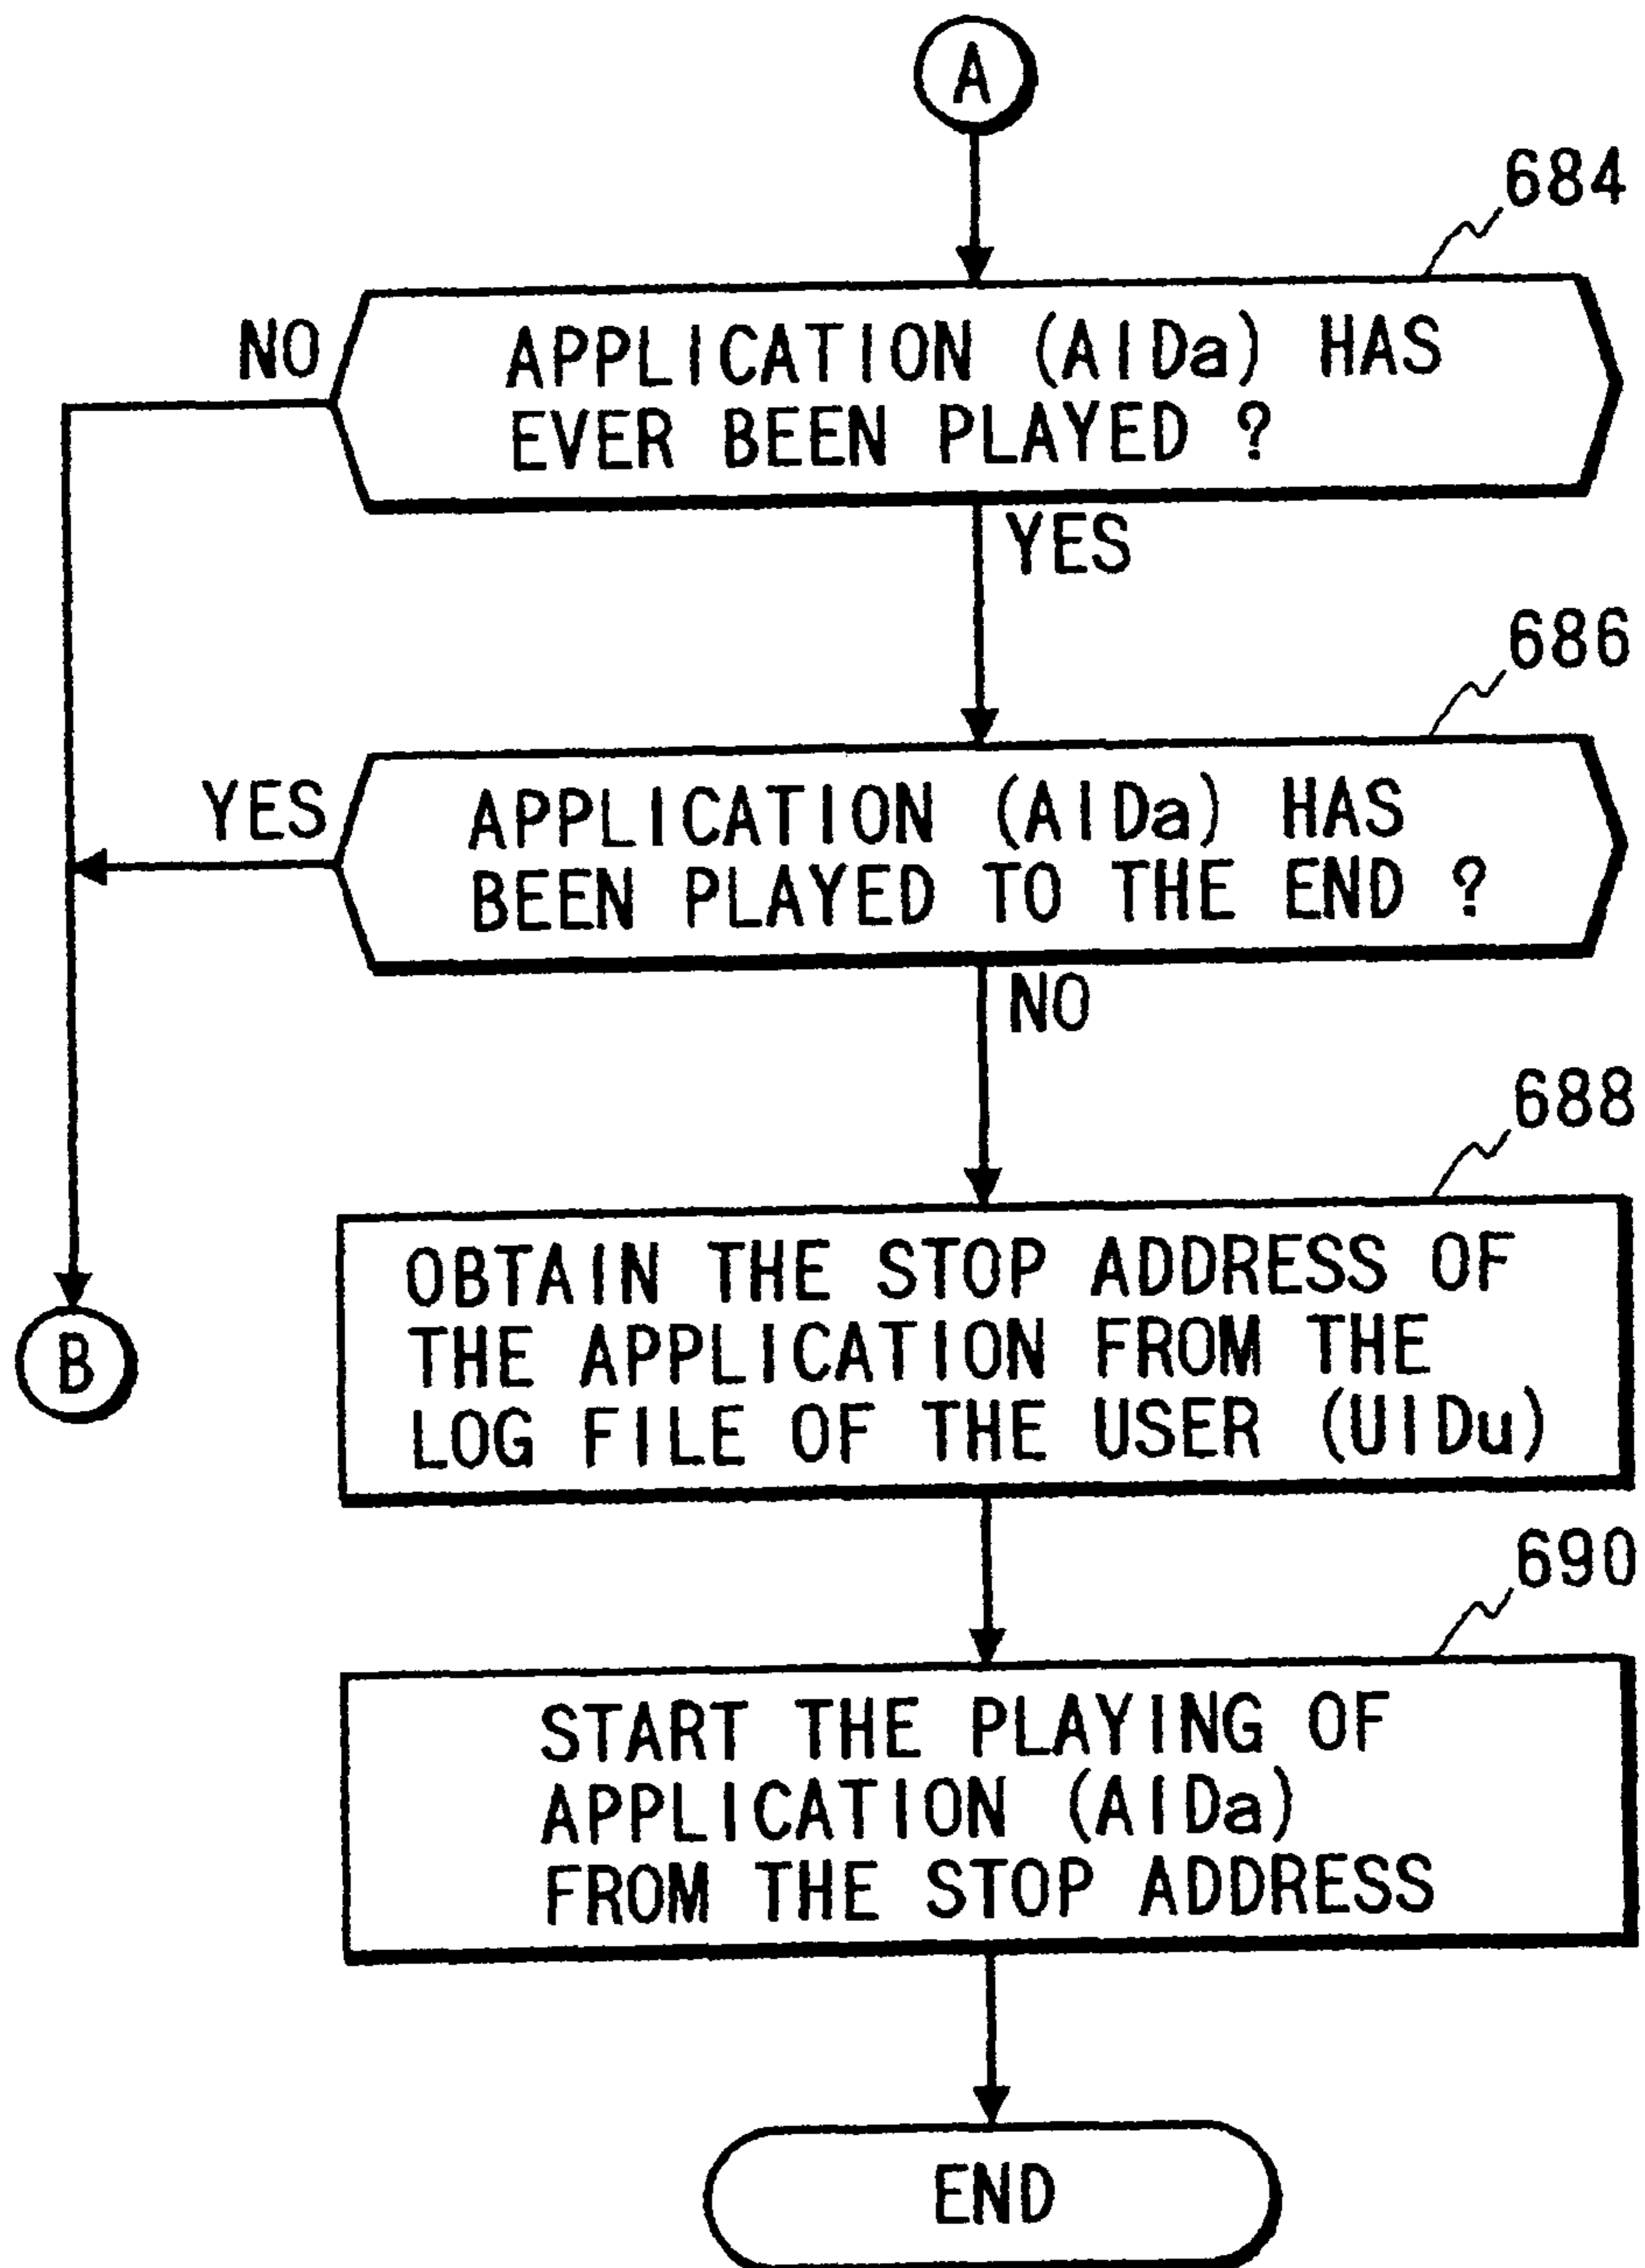 A
684
NO
APPLICATION (AIDa) HAS
EVER BEEN PLAYED ?
YES
686
YES
APPLICATION (AIDa) HAS
BEEN PLAYED TO THE END ?
NO
688
OBTAIN THE STOP ADDRESS OF
THE APPLICATION FROM THE
LOG FILE OF THE USER (UIDu)
B
690
START THE PLAYING OF
APPLICATION (AIDa)
FROM THE STOP ADDRESS
END